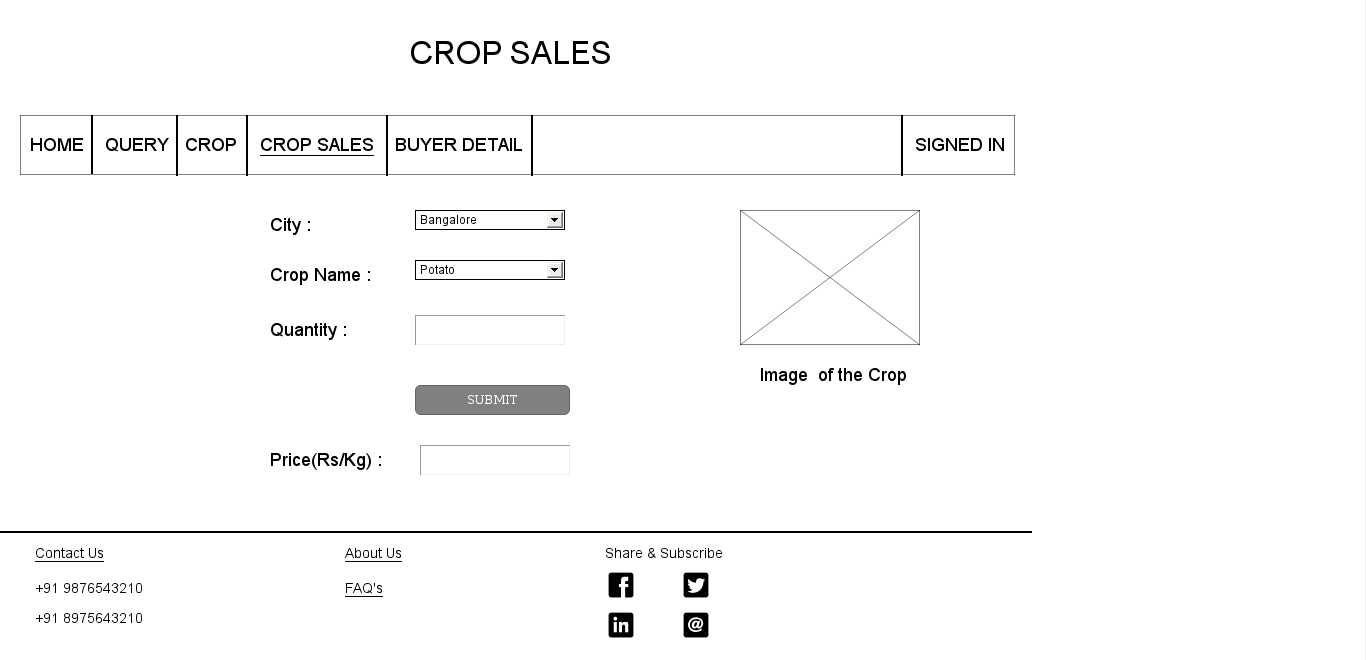 CROP SALES
HOME QUERY CROP CROP SALES BUYER DETAIL SIGNED IN
City : Bangalore
Crop Name : Potato
Quantity :
Image  of the Crop
SUBMIT
Price(Rs/Kg) :
Contact Us About Us Share & Subscribe
+91 9876543210 FAQ's
+91 8975643210